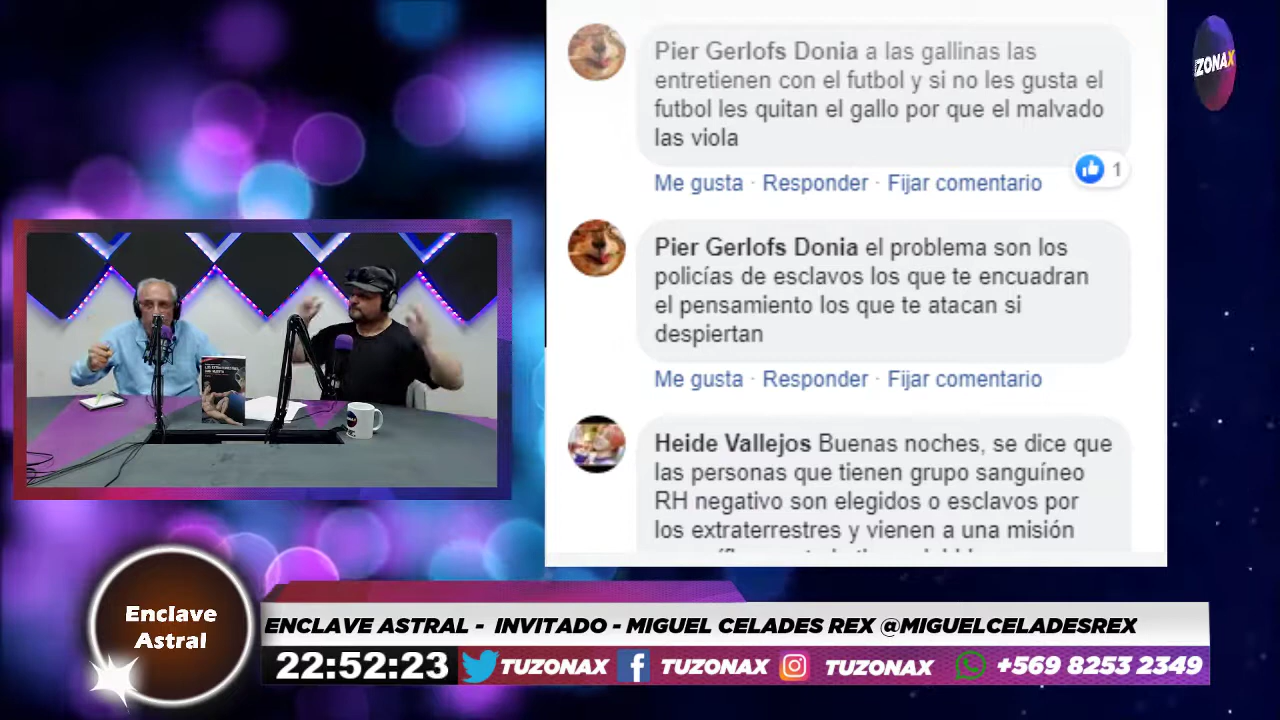 Pier Gerlofs Donia a las gallinas las
entretienen con el futbol y si no les gusta el
futbol les quitan el gallo por que el malvado
las viola
1
Me gusta · Responder · Fijar comentario
Pier Gerlofs Donia el problema son los
policías de esclavos los que te encuadran
el pensamiento los que te atacan si
despiertan
Me gusta · Responder · Fijar comentario
Heide Vallejos Buenas noches, se dice que
las personas que tienen grupo sanguíneo
RH negativo son elegidos o esclavos por
los extraterrestres y vienen a una misión
ZONAX
Enclave
Astral
ENCLAVE ASTRAL - INVITADO - MIGUEL CELADES REX @MIGUELCELADESREX
22:52:23 TUZONAX TUZONAX TUZONAX +569 8253 2349